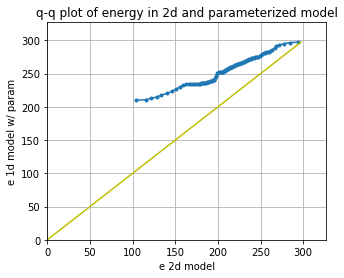 q-q plot of energy in 2d and parameterized model
300
250
200
150
100
50
0
e 1d model w/ param
0 50 100 150 200 250 300
e 2d model